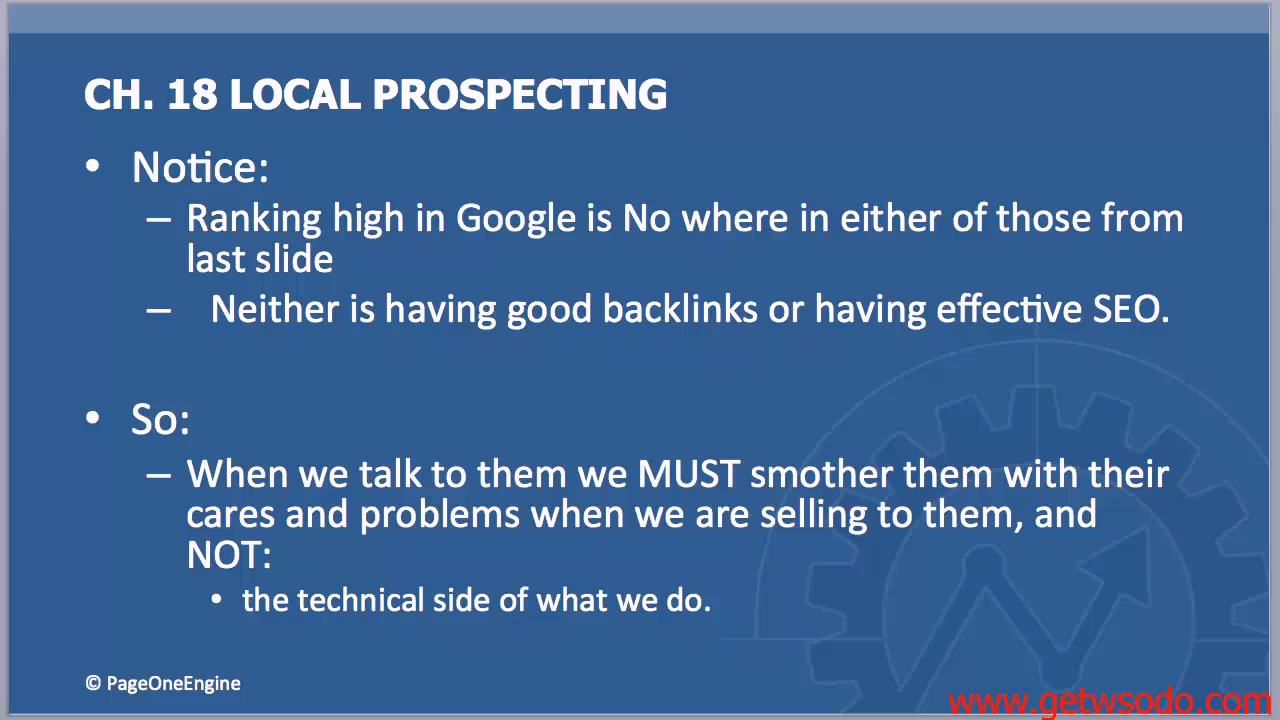 CH. 18 LOCAL PROSPECTING
• Notice:
– Ranking high in Google is No where in either of those from
last slide
– Neither is having good backlinks or having effective SEO.
• So:
– When we talk to them we MUST smother them with their
cares and problems when we are selling to them, and
NOT:
• the technical side of what we do.
© PageOneEngine
www.getwsodo.com